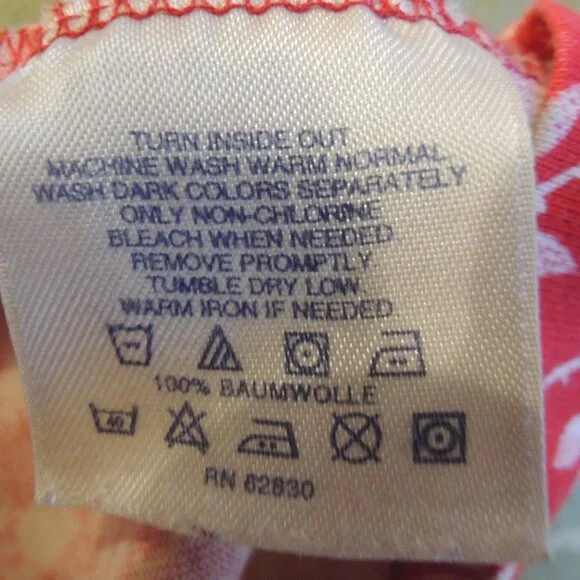 TURN INSIDE OUT
MACHINE WASH WARM NORMAL
WASH DARK COLORS SEPARATELY
ONLY NON-CHLORINE
BLEACH WHEN NEEDED
REMOVE PROMPTLY
TUMBLE DRY LOW.
WARM IRON IF NEEDED
100% BAUMWOLLE
40
RN 62830